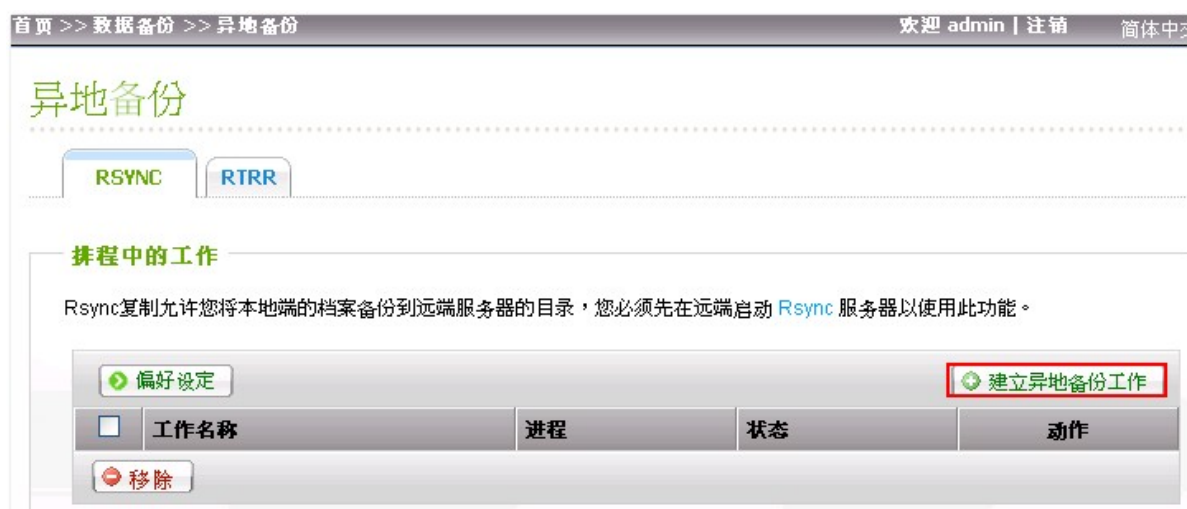 首页 >> 数据备份 >> 异地备份 欢迎 admin | 注销 简体中文
异地备份
RSYNC RTRR
排程中的工作
Rsync复制允许您将本地端的档案备份到远端服务器的目录，您必须先在远端启动 Rsync 服务器以使用此功能。
偏好设定 建立异地备份工作
工作名称 进程 状态 动作
移除